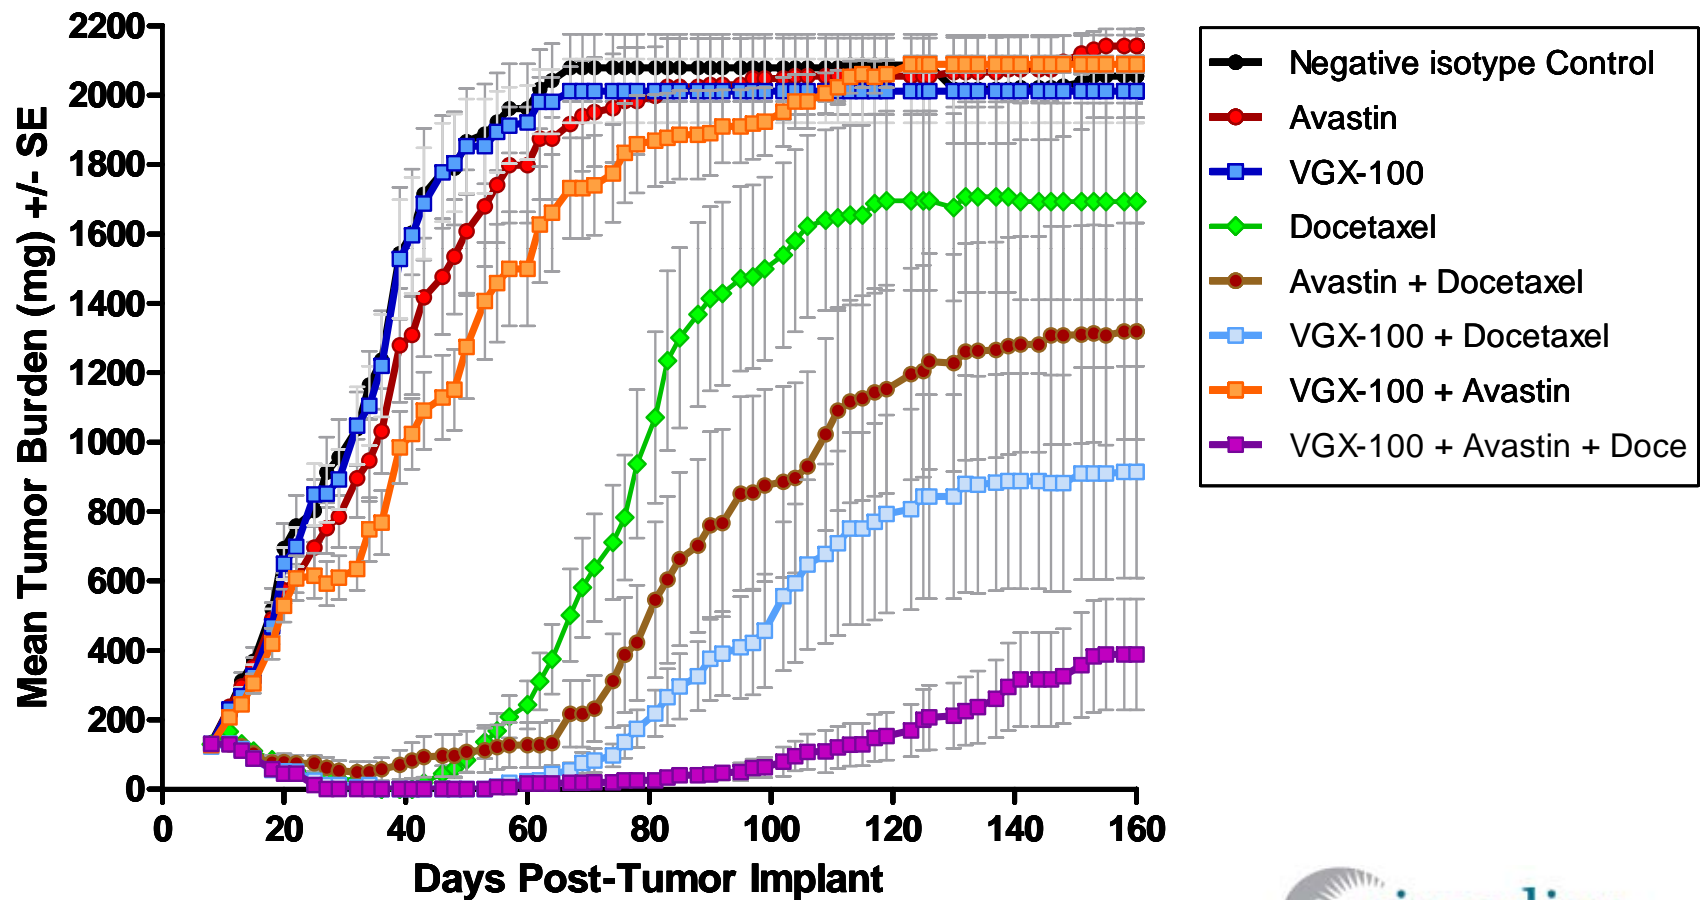 2200
2000
1800
1600
1400
1200
1000
800
600
400
200
0
Mean Tumor Burden (mg) +/- SE
0 20 40 60 80 100 120 140 160
Days Post-Tumor Implant
Negative isotype Control
Avastin
VGX-100
Docetaxel
Avastin + Docetaxel
VGX-100 + Docetaxel
VGX-100 + Avastin
VGX-100 + Avastin + Doce